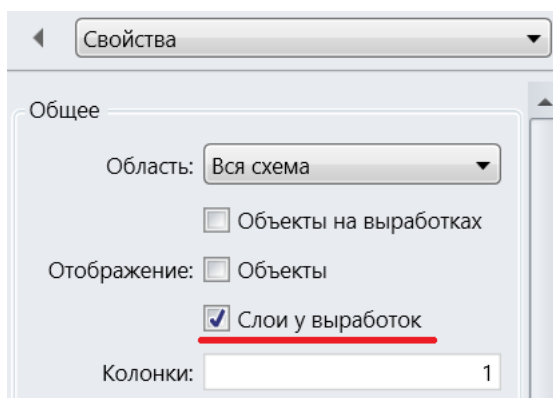 Свойства
Общее
Область: Вся схема
Объекты на выработках
Отображение: Объекты
Слои у выработок
Колонки: 1